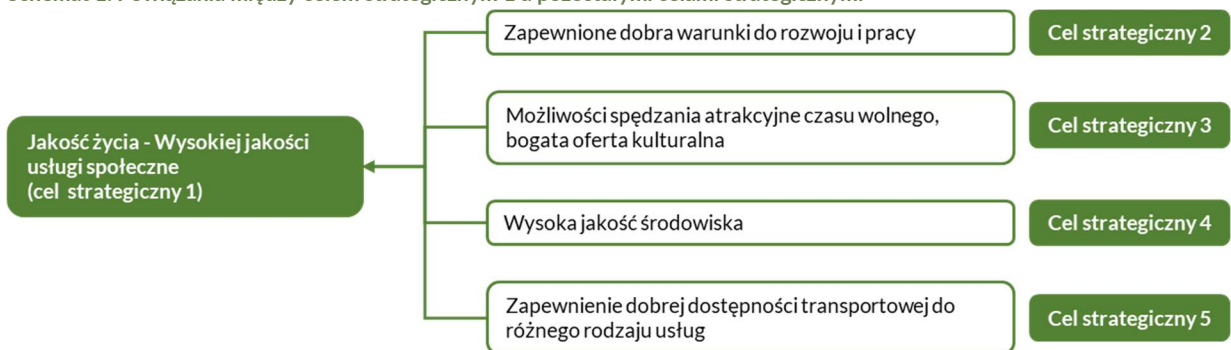 Zapewnione dobra warunki do rozwoju i pracy
Cel strategiczny 2
Możliwości spędzania atrakcyjne czasu wolnego,
bogata oferta kulturalna
Cel strategiczny 3
Jakość życia - Wysokiej jakości
usługi społeczne
(cel strategiczny 1)
Wysoka jakość środowiska
Cel strategiczny 4
Zapewnienie dobrej dostępności transportowej do
różnego rodzaju usług
Cel strategiczny 5